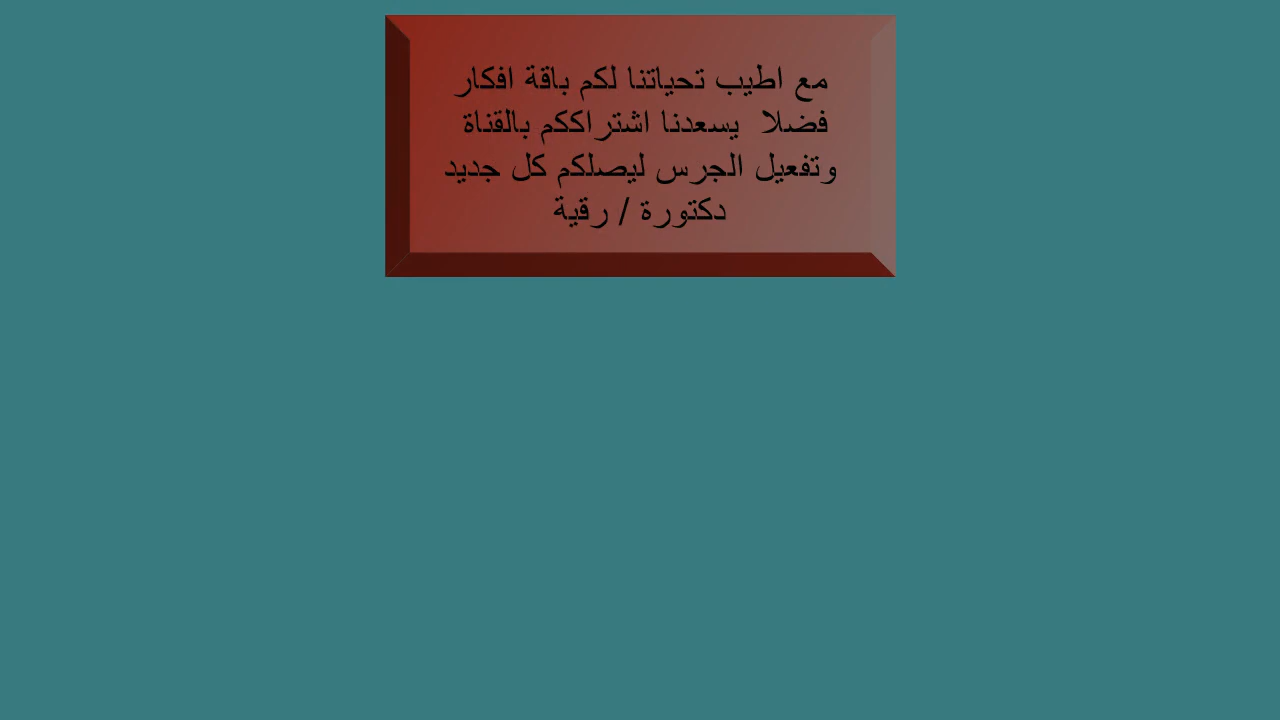 مع اطيب تحياتنا لكم باقة افكار
فضلا  يسعدنا اشتراككم بالقناة
وتفعيل الجرس ليصلكم كل جديد
دكتورة / رقية